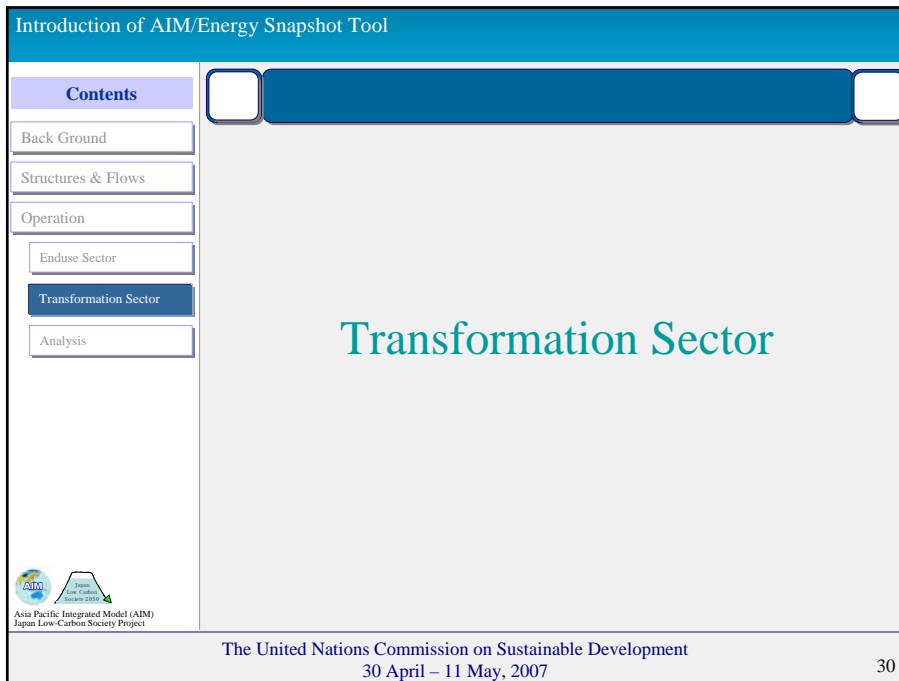 Introduction of AIM/Energy Snapshot Tool
Contents
Back Ground
Structures & Flows
Operation
Enduse Sector
Transformation Sector
Analysis
Transformation Sector
AIM
Japan
Low Carbon
Society 2050
Asia Pacific Integrated Model (AIM)
Japan Low-Carbon Society Project
The United Nations Commission on Sustainable Development
30 April – 11 May, 2007
30